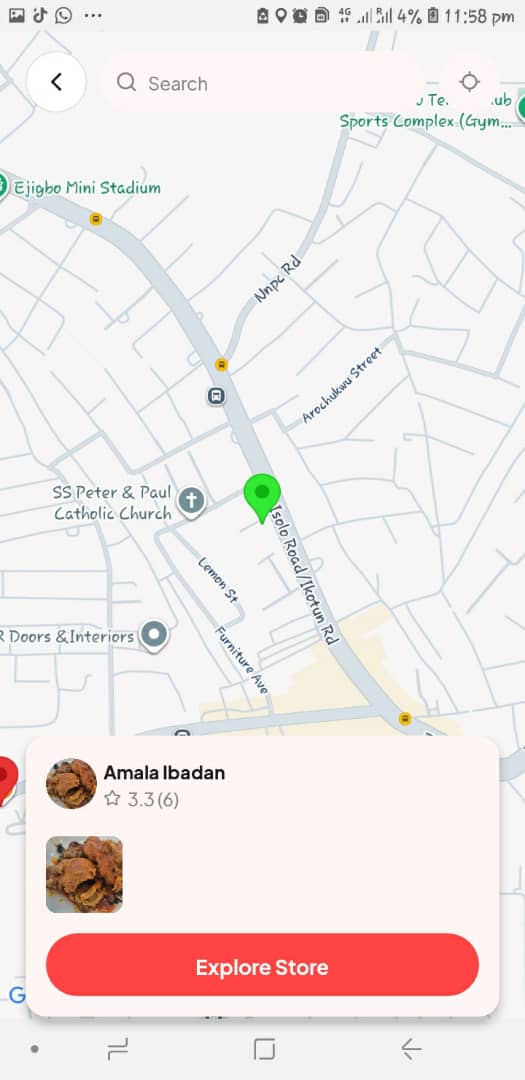 4G
R
4%
11:58 pm
Search
Sports Complex (Gym...
Ejigbo Mini Stadium
Nnpc Rd
Arochukwu Street
SS Peter & Paul
Catholic Church
Isolo Road/Ikotun Rd
Lemon St
R Doors & Interiors
Furniture Ave
Amala Ibadan
3.3(6)
Explore Store
G